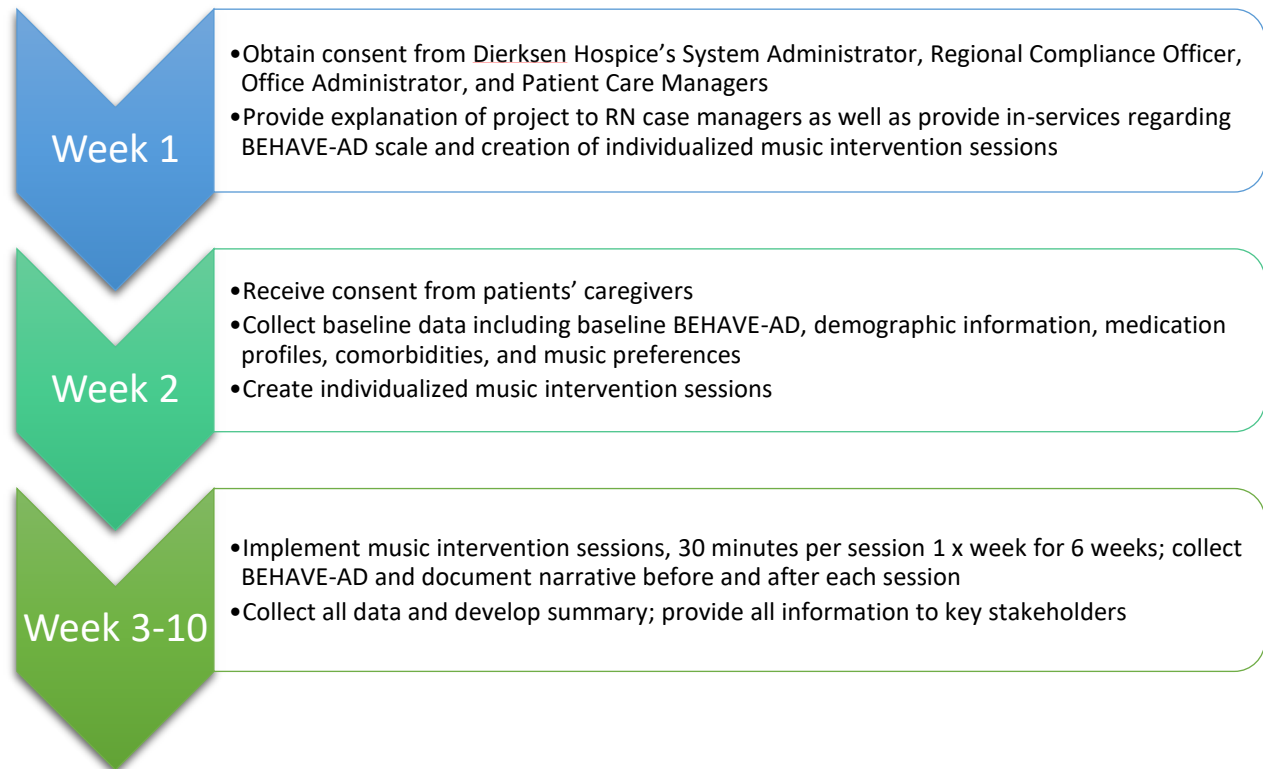 Week 1
•Obtain consent from Dierksen Hospice's System Administrator, Regional Compliance Officer,
Office Administrator, and Patient Care Managers
•Provide explanation of project to RN case managers as well as provide in-services regarding
BEHAVE-AD scale and creation of individualized music intervention sessions
Week 2
•Receive consent from patients' caregivers
•Collect baseline data including baseline BEHAVE-AD, demographic information, medication
profiles, comorbidities, and music preferences
•Create individualized music intervention sessions
Week 3-10
•Implement music intervention sessions, 30 minutes per session 1 x week for 6 weeks; collect
BEHAVE-AD and document narrative before and after each session
•Collect all data and develop summary; provide all information to key stakeholders